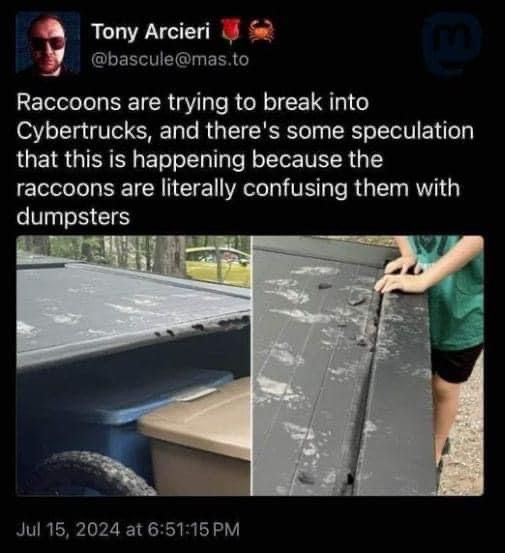 Tony Arcieri 🌹 🦀
@bascule@mas.to
Raccoons are trying to break into
Cybertrucks, and there's some speculation
that this is happening because the
raccoons are literally confusing them with
dumpsters
Jul 15, 2024 at 6:51:15 PM